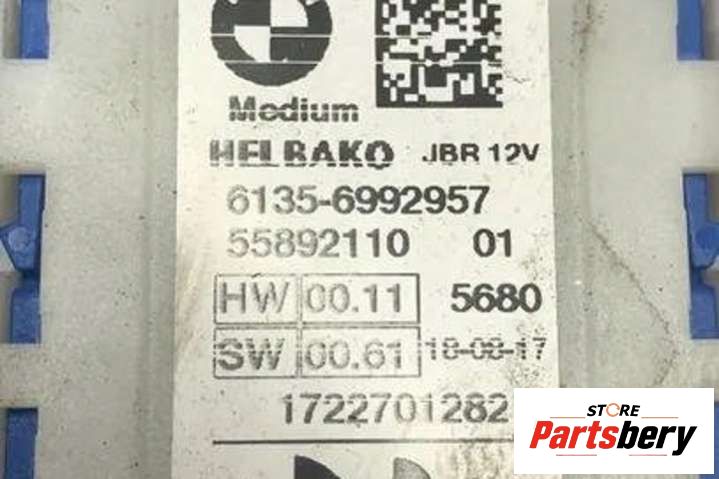 Medium
HELBAKO JBR 12V
6135-6992957
55892110 01
HW 00.11 5680
SW 00.61 18-08-17
1722701282
STORE
Partsbery